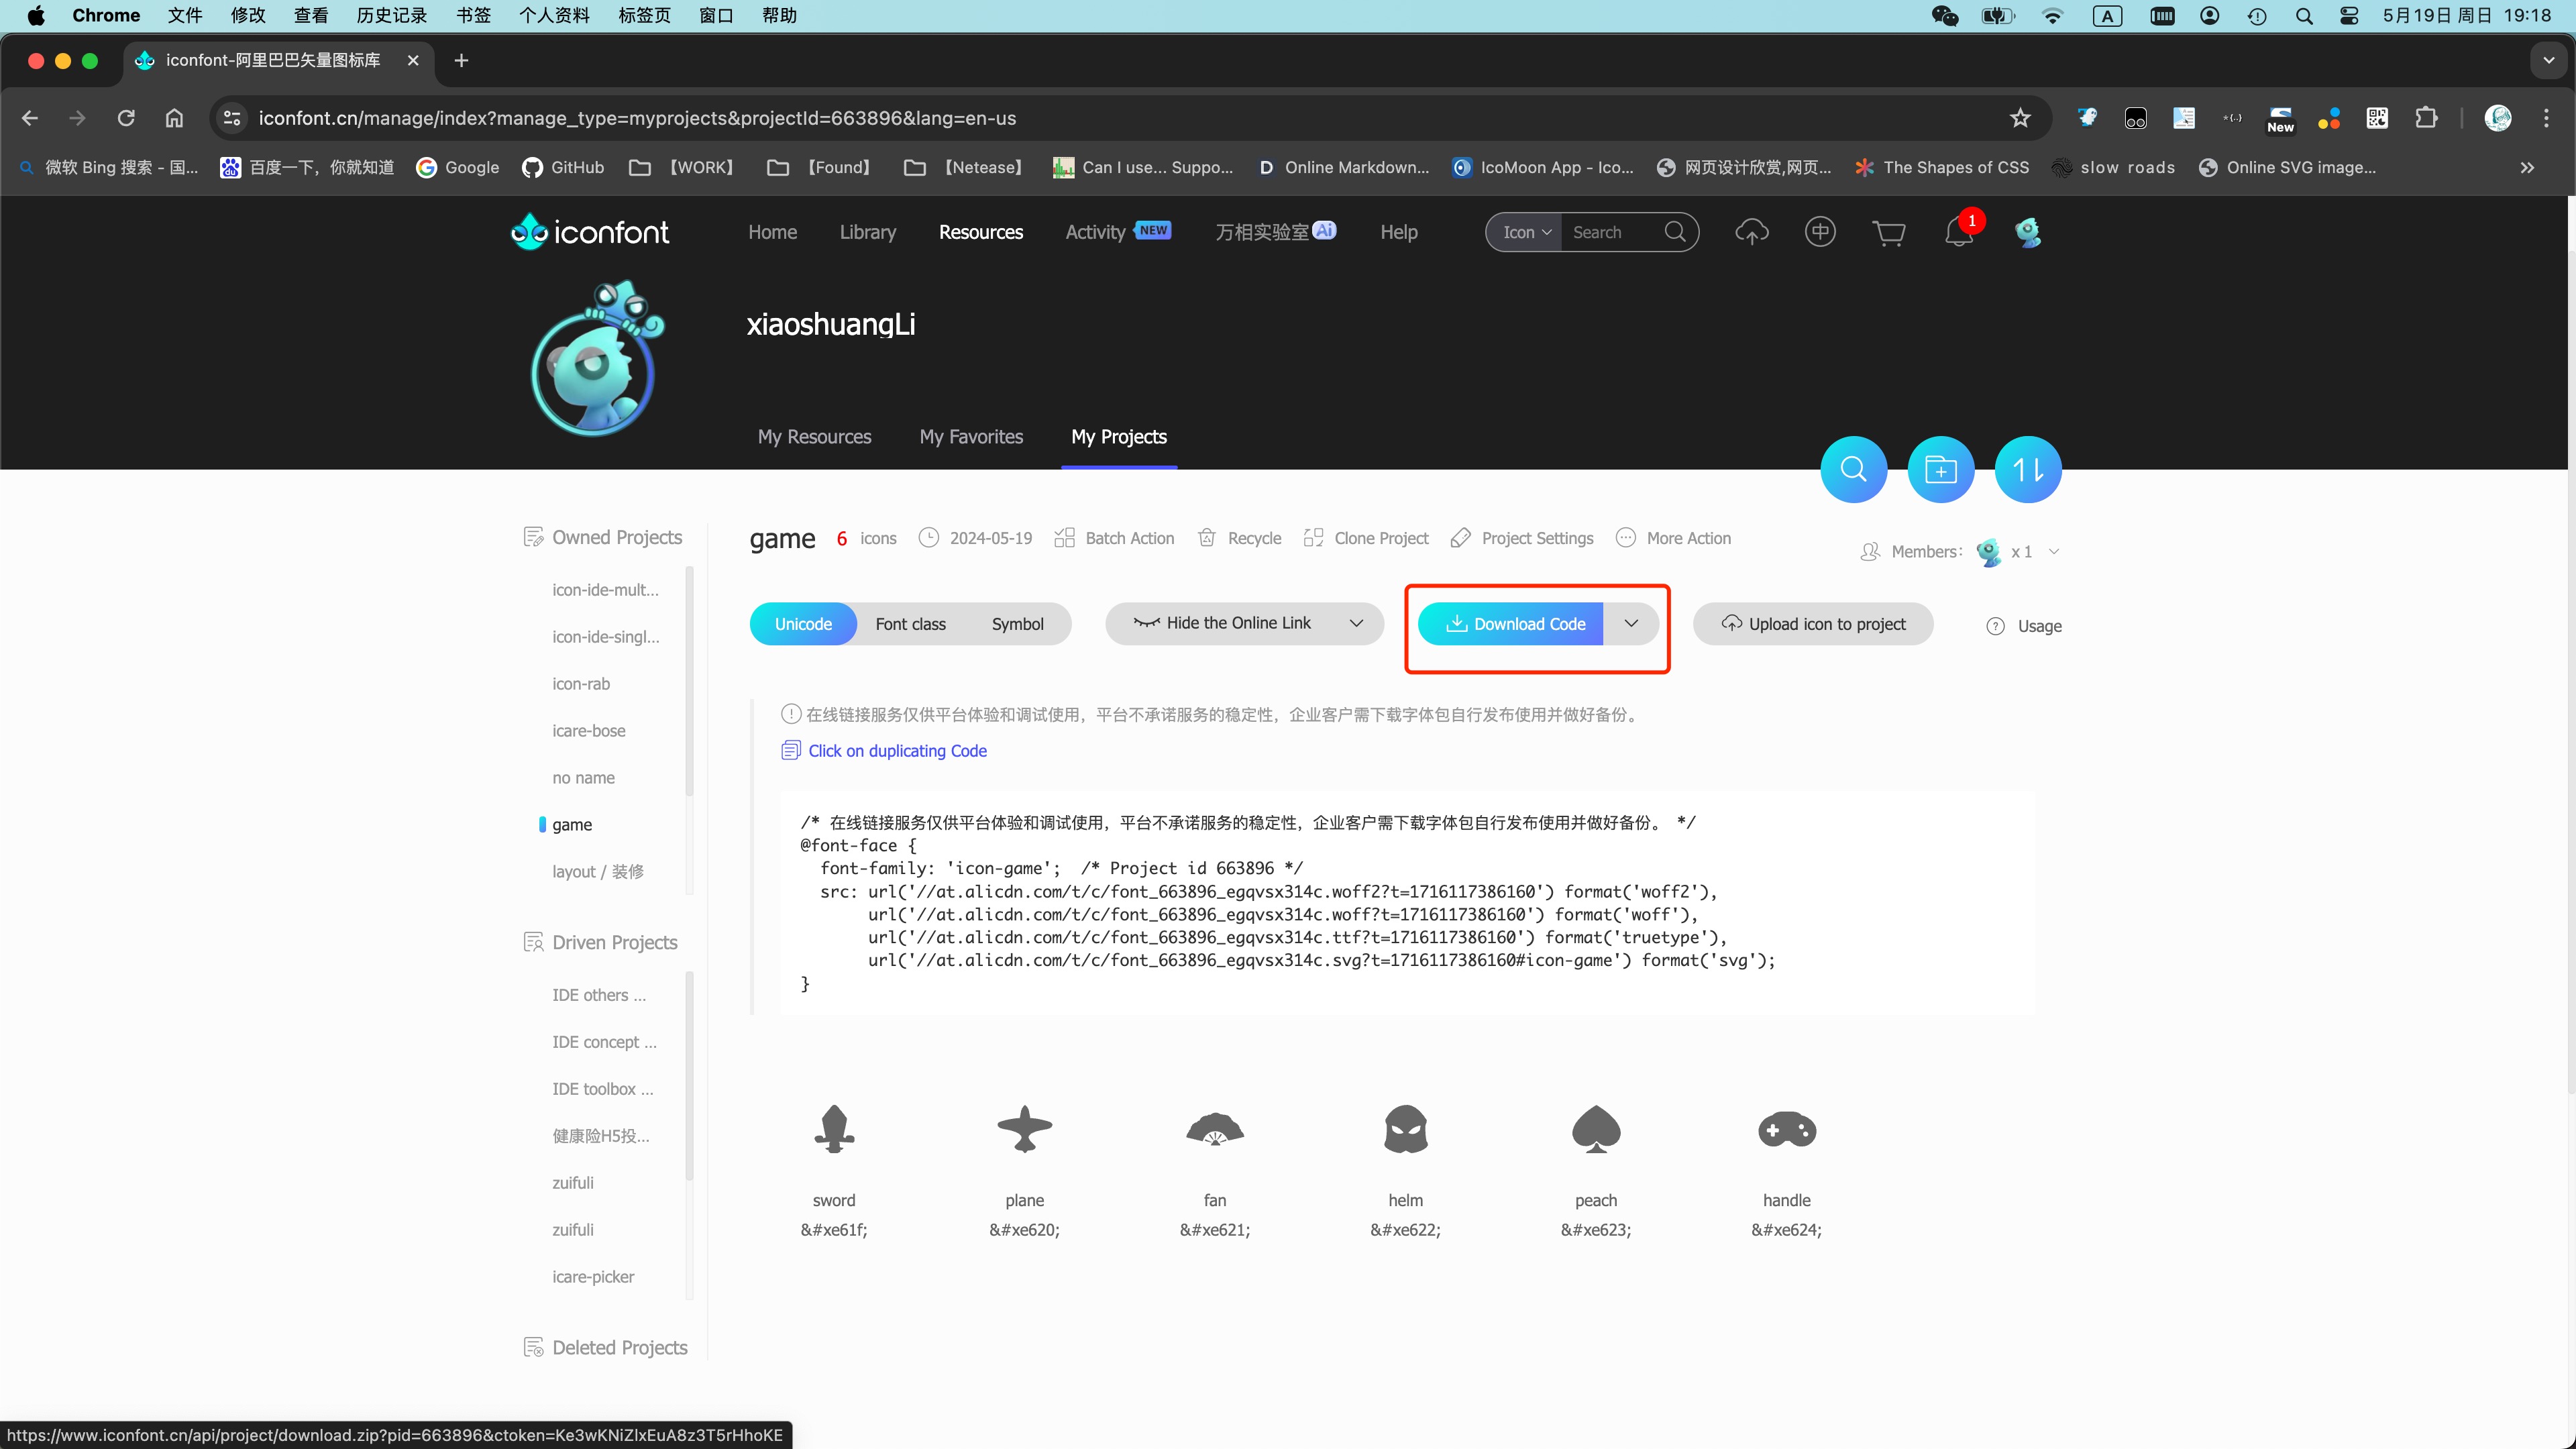 Chrome 文件 修改 查看 历史记录 书签 个人资料 标签页 窗口 帮助 A 5月19日 周日 19:18
iconfont-阿里巴巴矢量图标库
iconfont.cn/manage/index?manage_type=myprojects&projectId=663896&lang=en-us
New
微软 Bing 搜索 - 国... 百度一下，你就知道 Google GitHub 【WORK】 【Found】 【Netease】 Can I use... Suppo... Online Markdown... IcoMoon App - Ico... 网页设计欣赏,网页... The Shapes of CSS slow roads Online SVG image...
iconfont Home Library Resources Activity NEW 万相实验室 Ai Help Icon Search 中 1
xiaoshuangLi
My Resources My Favorites My Projects
Owned Projects
icon-ide-mult...
icon-ide-singl...
icon-rab
icare-bose
no name
game
layout / 装修
Driven Projects
IDE others ...
IDE concept ...
IDE toolbox ...
健康险H5投...
zuifuli
zuifuli
icare-picker
Deleted Projects
game 6 icons 2024-05-19 Batch Action Recycle Clone Project Project Settings More Action Members: x 1
Unicode Font class Symbol Hide the Online Link Download Code Upload icon to project ? Usage
在线链接服务仅供平台体验和调试使用，平台不承诺服务的稳定性，企业客户需下载字体包自行发布使用并做好备份。
Click on duplicating Code
/* 在线链接服务仅供平台体验和调试使用，平台不承诺服务的稳定性，企业客户需下载字体包自行发布使用并做好备份。 */
@font-face {
font-family: 'icon-game'; /* Project id 663896 */
src: url('//at.alicdn.com/t/c/font_663896_egqvsx314c.woff2?t=1716117386160') format('woff2'),
url('//at.alicdn.com/t/c/font_663896_egqvsx314c.woff?t=1716117386160') format('woff'),
url('//at.alicdn.com/t/c/font_663896_egqvsx314c.ttf?t=1716117386160') format('truetype'),
url('//at.alicdn.com/t/c/font_663896_egqvsx314c.svg?t=1716117386160#icon-game') format('svg');
}
sword plane fan helm peach handle
&#xe61f; &#xe620; &#xe621; &#xe622; &#xe623; &#xe624;
https://www.iconfont.cn/api/project/download.zip?pid=663896&ctoken=Ke3wKNiZlxEuA8z3T5rHhoKE